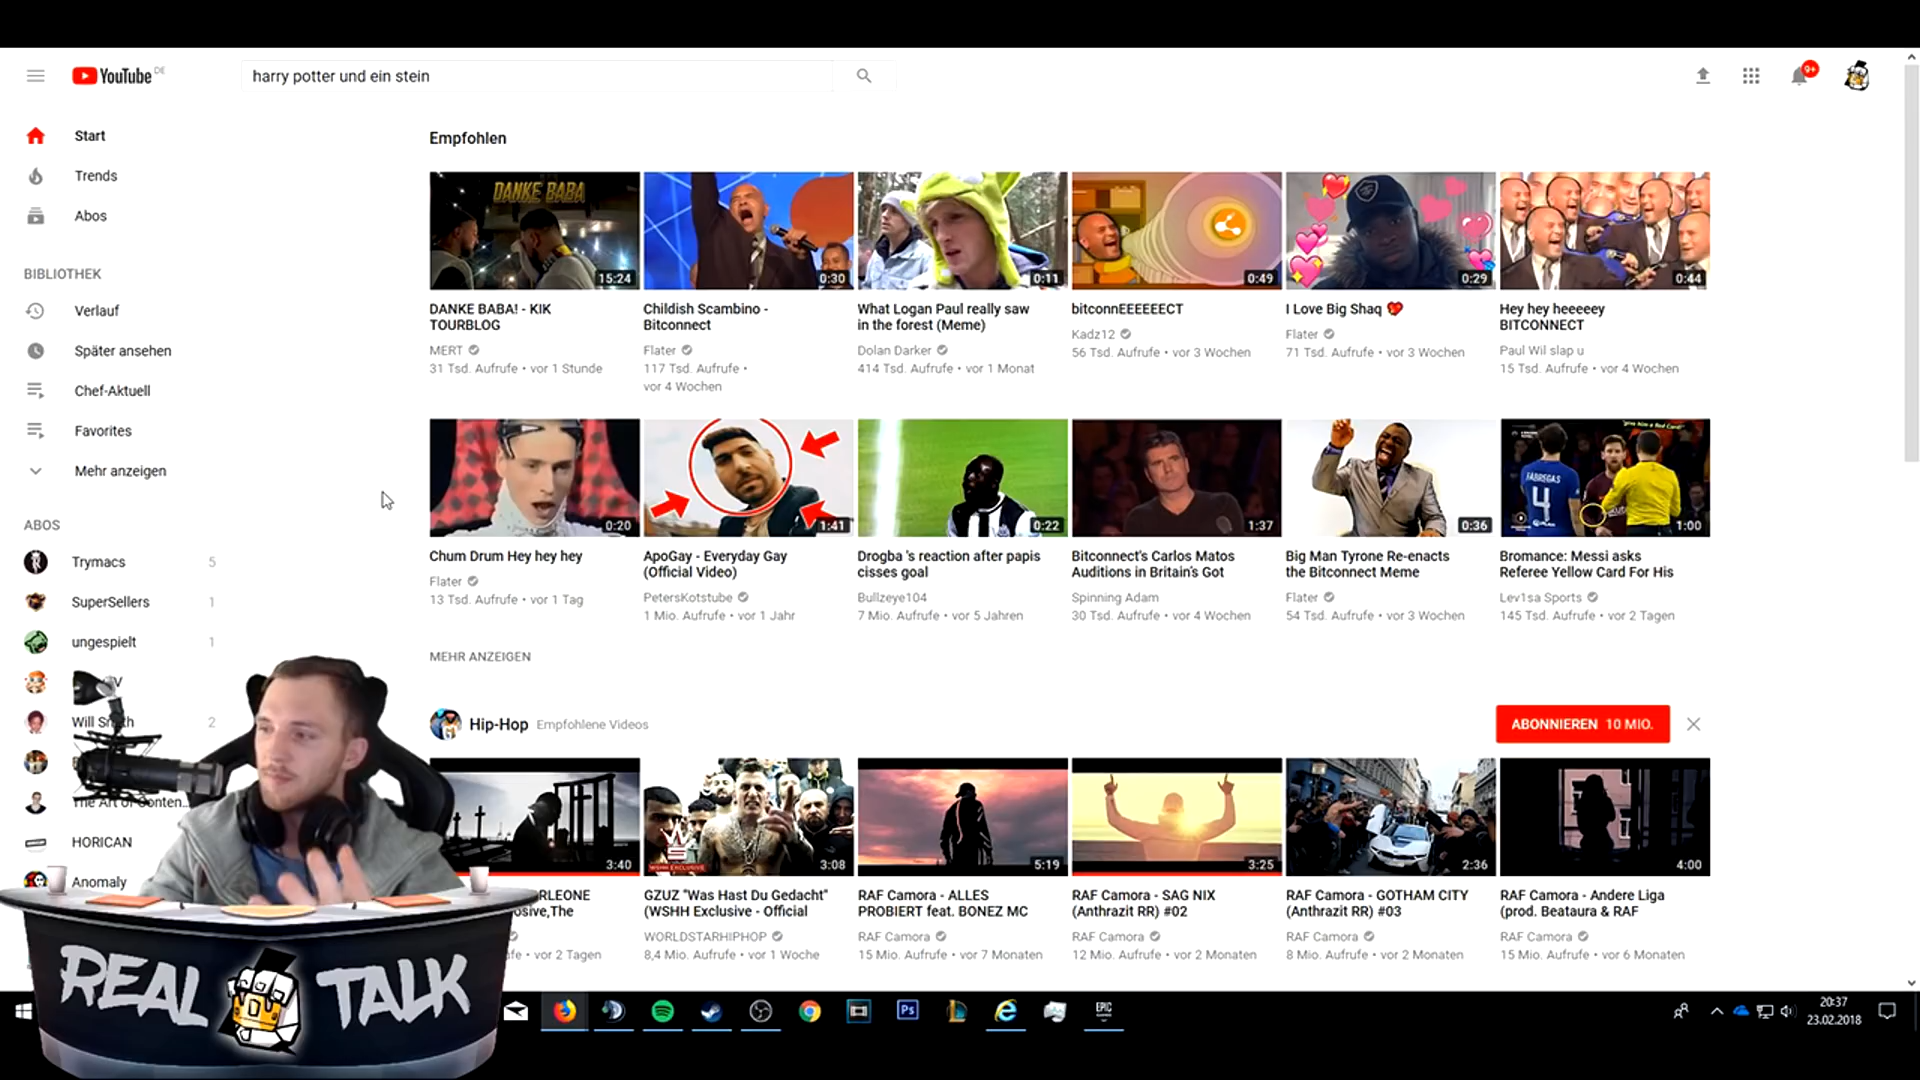 YouTube DE
harry potter und ein stein
9+
Start
Trends
Abos
BIBLIOTHEK
Verlauf
Später ansehen
Chef-Aktuell
Favorites
Mehr anzeigen
ABOS
Trymacs 5
SuperSellers 1
ungespielt 1
Will Smith 2
The Art of Conten...
HORICAN
Anomaly
Empfohlen
DANKE BABA
15:24
0:30
0:11
0:49
0:29
0:44
DANKE BABA! - KIK
TOURBLOG
MERT
31 Tsd. Aufrufe • vor 1 Stunde
Childish Scambino -
Bitconnect
Flater
117 Tsd. Aufrufe •
vor 4 Wochen
What Logan Paul really saw
in the forest (Meme)
Dolan Darker
414 Tsd. Aufrufe • vor 1 Monat
bitconnEEEEEECT
Kadz12
56 Tsd. Aufrufe • vor 3 Wochen
I Love Big Shaq
Flater
71 Tsd. Aufrufe • vor 3 Wochen
Hey hey heeeeey
BITCONNECT
Paul Wil slap u
15 Tsd. Aufrufe • vor 4 Wochen
0:20
1:41
0:22
1:37
0:36
FABREGAS
4
1:00
Chum Drum Hey hey hey
Flater
13 Tsd. Aufrufe • vor 1 Tag
ApoGay - Everyday Gay
(Official Video)
PetersKotstube
1 Mio. Aufrufe • vor 1 Jahr
Drogba 's reaction after papis
cisses goal
Bullzeye104
7 Mio. Aufrufe • vor 5 Jahren
Bitconnect's Carlos Matos
Auditions in Britain's Got
Spinning Adam
30 Tsd. Aufrufe • vor 4 Wochen
Big Man Tyrone Re-enacts
the Bitconnect Meme
Flater
54 Tsd. Aufrufe • vor 3 Wochen
Bromance: Messi asks
Referee Yellow Card For His
Lev1sa Sports
145 Tsd. Aufrufe • vor 2 Tagen
MEHR ANZEIGEN
Hip-Hop Empfohlene Videos
ABONNIEREN 10 MIO.
3:40
WSHH EXCLUSIVE
3:08
5:19
3:25
2:36
4:00
RLEONE
osive,The
vor 2 Tagen
GZUZ "Was Hast Du Gedacht"
(WSHH Exclusive - Official
WORLDSTARHIPHOP
8,4 Mio. Aufrufe • vor 1 Woche
RAF Camora - ALLES
PROBIERT feat. BONEZ MC
RAF Camora
15 Mio. Aufrufe • vor 7 Monaten
RAF Camora - SAG NIX
(Anthrazit RR) #02
RAF Camora
12 Mio. Aufrufe • vor 2 Monaten
RAF Camora - GOTHAM CITY
(Anthrazit RR) #03
RAF Camora
8 Mio. Aufrufe • vor 2 Monaten
RAF Camora - Andere Liga
(prod. Beataura & RAF
RAF Camora
15 Mio. Aufrufe • vor 6 Monaten
REAL TALK
Ps
EPIC
20:37
23.02.2018